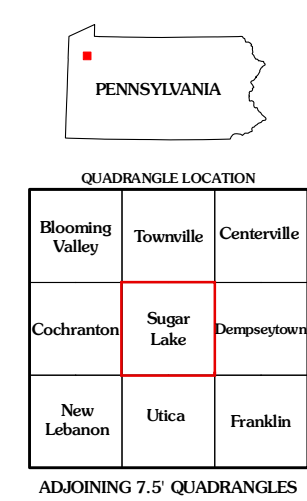 PENNSYLVANIA
QUADRANGLE LOCATION
Blooming
Valley
Townville
Centerville
Cochranton
Sugar
Lake
Dempseytown
New
Lebanon
Utica
Franklin
ADJOINING 7.5' QUADRANGLES